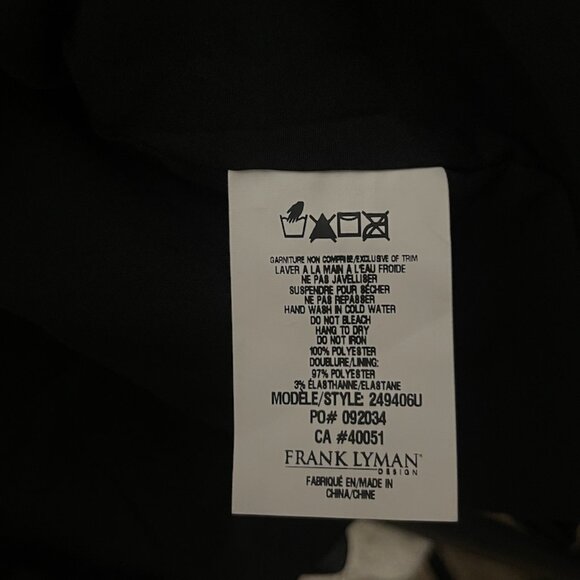 GARNITURE NON COMPRISE/EXCLUSIVE OF TRIM
LAVER A LA MAIN A L'EAU FROIDE
NE PAS JAVELLISER
SUSPENDRE POUR SÉCHER
NE PAS REPASSER
HAND WASH IN COLD WATER
DO NOT BLEACH
HANG TO DRY
DO NOT IRON
100% POLYESTER
DOUBLURE/LINING:
97% POLYESTER
3% ÉLASTHANNE/ELASTANE
MODÈLE/STYLE: 249406U
PO# 092034
CA #40051
FRANK LYMAN
DESIGN
FABRIQUÉ EN/MADE IN
CHINA/CHINE